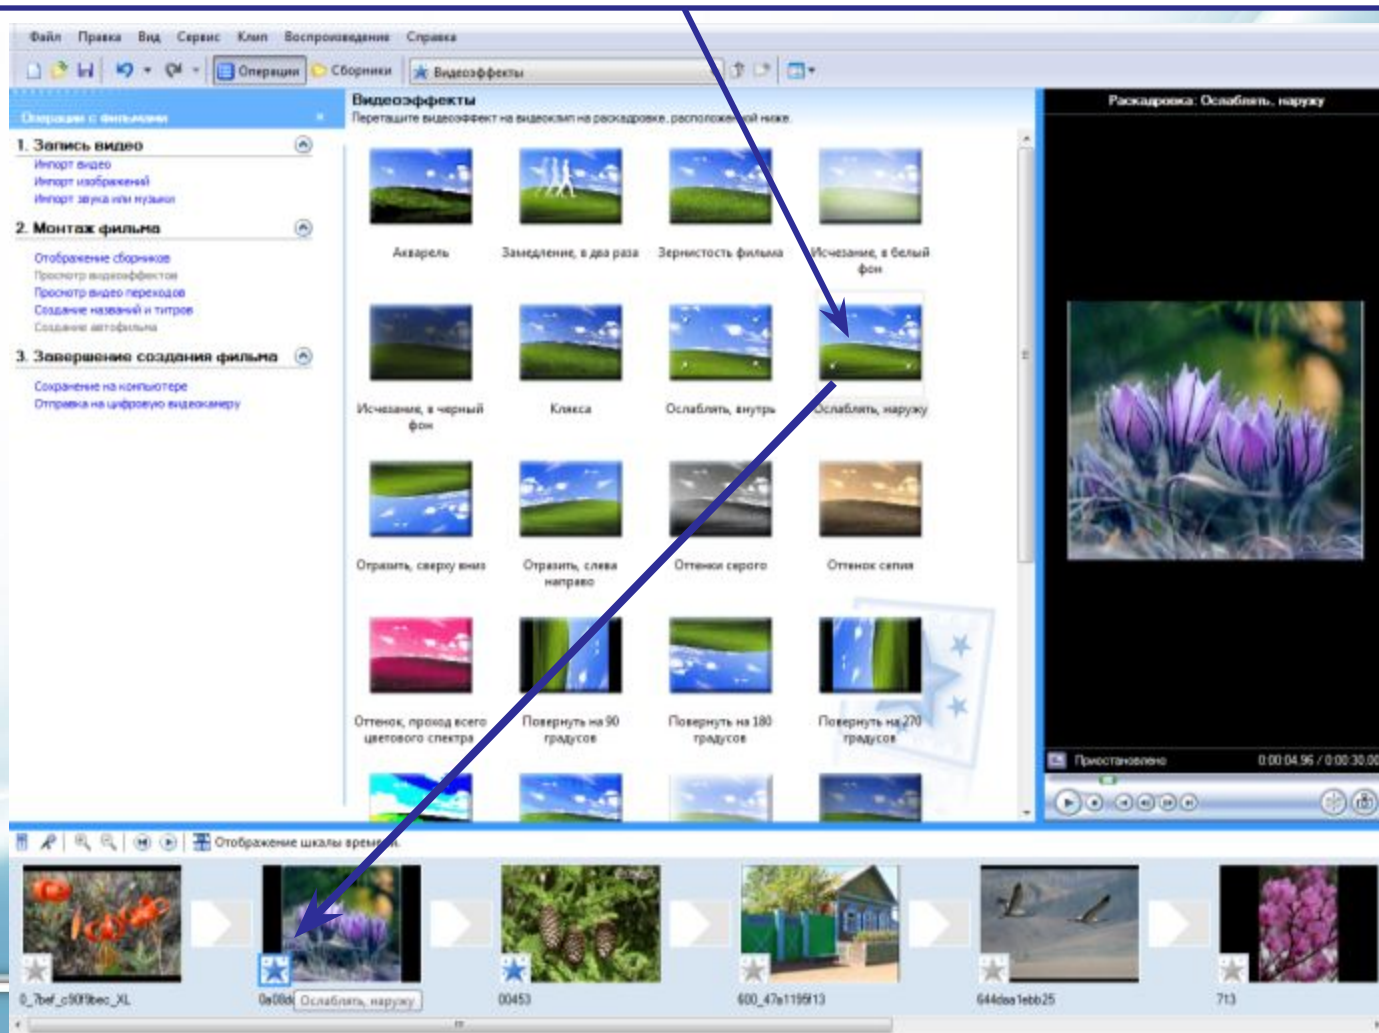 Файл Правка Вид Сервис Клип Воспроизведение Справка
Операции Сборники Видеоэффекты
Операции с фильмами
1. Запись видео
Импорт видео
Импорт изображений
Импорт звука или музыки
2. Монтаж фильма
Отображение сборников
Просмотр видеоэффектов
Просмотр видео переходов
Создание названий и титров
Создание автофильма
3. Завершение создания фильма
Сохранение на компьютере
Отправка на цифровую видеокамеру
Видеоэффекты
Перетащите видеоэффект на видеоклип на раскадровке, расположенной ниже.
Акварель
Замедление, в два раза
Зернистость фильма
Исчезание, в белый
фон
Исчезание, в черный
фон
Клякса
Ослаблять, внутрь
Ослаблять, наружу
Отразить, сверху вниз
Отразить, слева
направо
Оттенки серого
Оттенок сепия
Оттенок, проход всего
цветового спектра
Повернуть на 90
градусов
Повернуть на 180
градусов
Повернуть на 270
градусов
Раскадровка: Ослаблять, наружу
Приостановлено 0:00:04,96 / 0:00:30,00
Отображение шкалы времени.
0_7bef_c90f9bec_XL
Ослаблять, наружу
00453
600_47e1195f13
644daa1ebb25
713